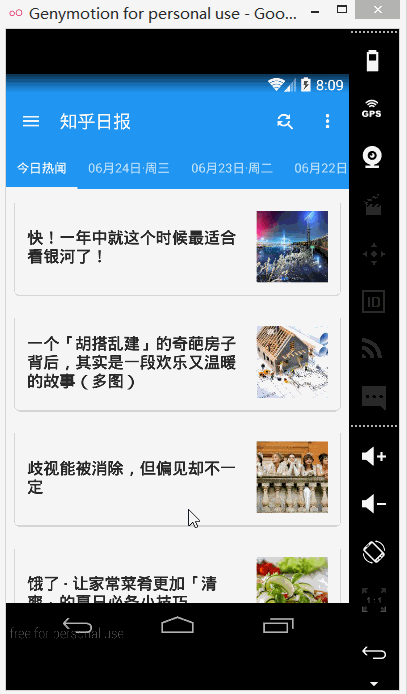 Genymotion for personal use - Goo...
8:09
知乎日报
今日热闻 06月24日·周三 06月23日·周二 06月22日
GPS
快！一年中就这个时候最适合
看银河了！
ID
一个「胡搭乱建」的奇葩房子
背后，其实是一段欢乐又温暖
的故事（多图）
歧视能被消除，但偏见却不一
定
饿了 · 让家常菜肴更加「清
爽」的夏日必备小技巧
1:1
free for personal use